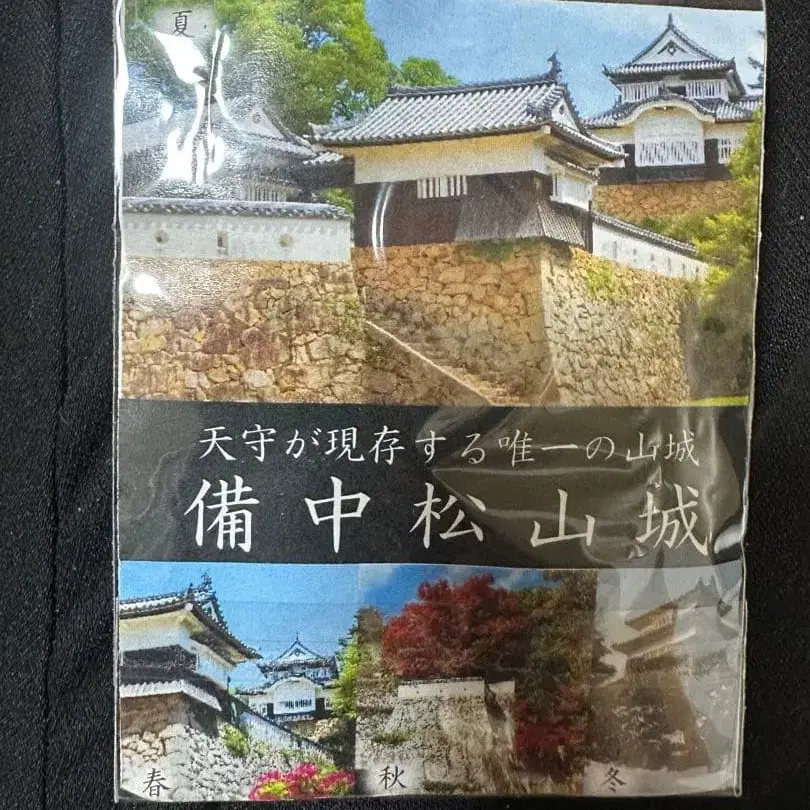 夏
天守が現存する唯一の山城
備中松山城
春
秋
冬